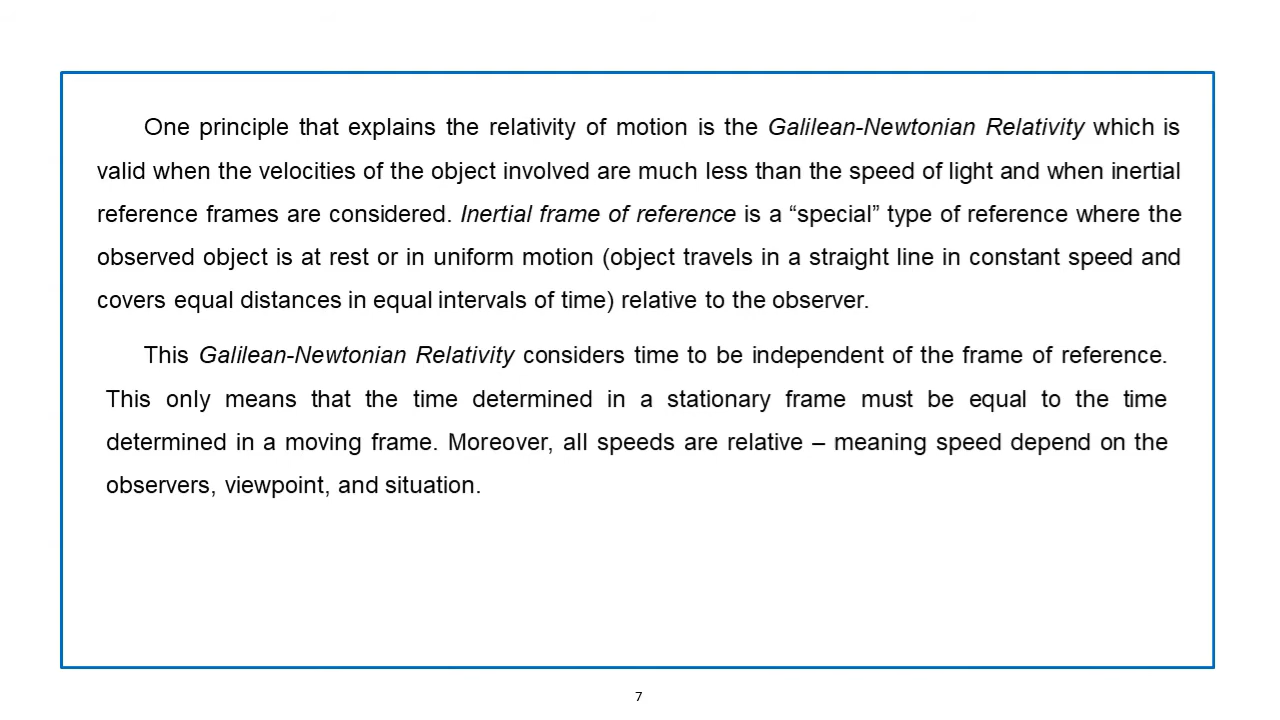 One principle that explains the relativity of motion is the Galilean-Newtonian Relativity which is
valid when the velocities of the object involved are much less than the speed of light and when inertial
reference frames are considered. Inertial frame of reference is a “special” type of reference where the
observed object is at rest or in uniform motion (object travels in a straight line in constant speed and
covers equal distances in equal intervals of time) relative to the observer.
This Galilean-Newtonian Relativity considers time to be independent of the frame of reference.
This only means that the time determined in a stationary frame must be equal to the time
determined in a moving frame. Moreover, all speeds are relative – meaning speed depend on the
observers, viewpoint, and situation.
7